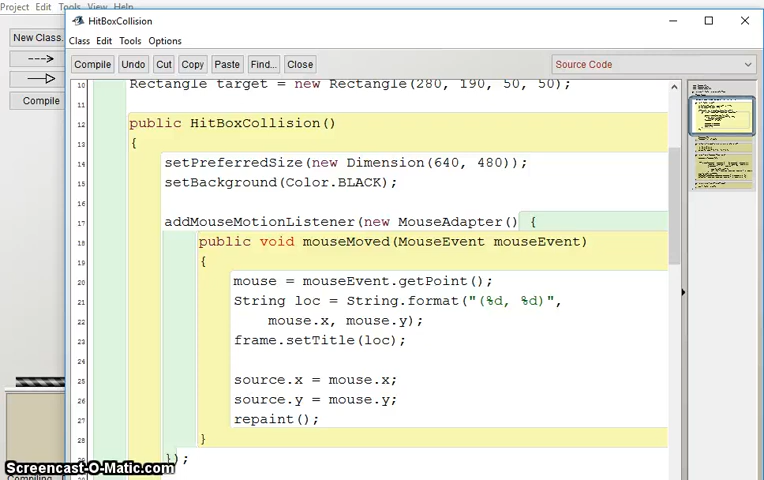 Project Edit Tools View Help
HitBoxCollision
Class Edit Tools Options
New Class.
Compile Undo Cut Copy Paste Find... Close Source Code
10 Rectangle target = new Rectangle(280, 190, 50, 50);
Compile
11
12 public HitBoxCollision()
13 {
14 setPreferredSize(new Dimension(640, 480));
15 setBackground(Color.BLACK);
16
17 addMouseMotionListener(new MouseAdapter() {
18 public void mouseMoved(MouseEvent mouseEvent)
19 {
20 mouse = mouseEvent.getPoint();
21 String loc = String.format("(%d, %d)",
22 mouse.x, mouse.y);
23 frame.setTitle(loc);
24
25 source.x = mouse.x;
26 source.y = mouse.y;
27 repaint();
28 }
});
Screencast-O-Matic.com